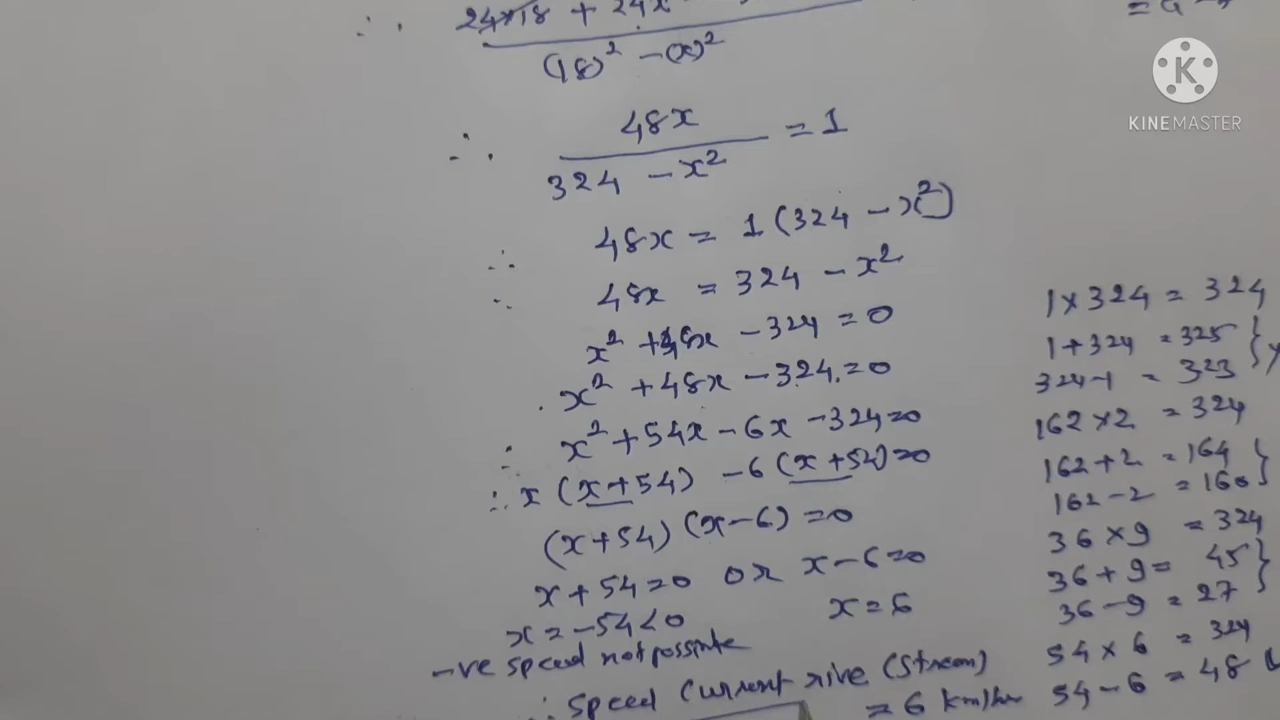 ∴ 24×18 + 24x
(18)² - (x)²
∴ 48x / 324 - x² = 1
∴ 48x = 1 (324 - x²)
∴ 48x = 324 - x²
x² + 48x - 324 = 0
x² + 48x - 324 = 0
∴ x² + 54x - 6x - 324 = 0
∴ x (x + 54) - 6 (x + 54) = 0
(x + 54) (x - 6) = 0
x + 54 = 0 or x - 6 = 0
x = -54 < 0 x = 6
-ve speed not possible
∴ speed current rive (stream)
= 6 km/hr
KINEMASTER
1 × 324 = 324
1 + 324 = 325
324-1 = 323
162 × 2 = 324
162 + 2 = 164
162 - 2 = 160
36 × 9 = 324
36 + 9 = 45
36 - 9 = 27
54 × 6 = 324
54 - 6 = 48